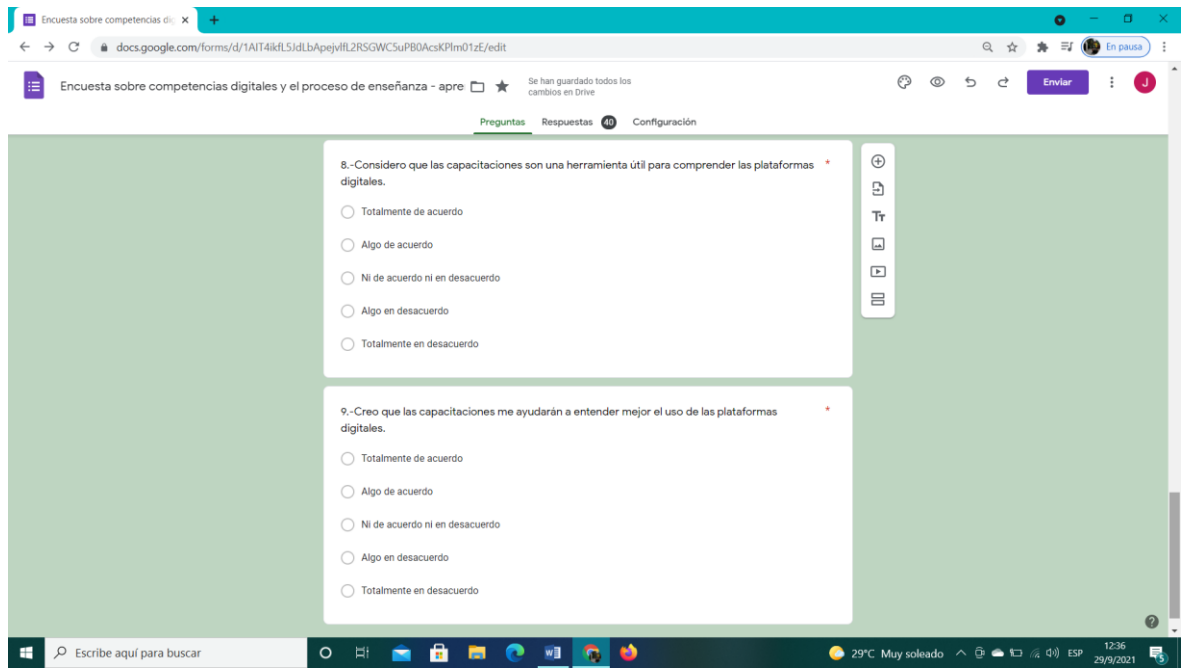 Encuesta sobre competencias di
docs.google.com/forms/d/1AIT4ikfL5JdLbApejvlfL2RSGWC5uPB0AcsKPlm01zE/edit
En pausa
Encuesta sobre competencias digitales y el proceso de enseñanza - apre
Se han guardado todos los
cambios en Drive
Enviar
J
Preguntas Respuestas 40 Configuración
8.-Considero que las capacitaciones son una herramienta útil para comprender las plataformas *
digitales.
Totalmente de acuerdo
Algo de acuerdo
Ni de acuerdo ni en desacuerdo
Algo en desacuerdo
Totalmente en desacuerdo
Tт
9.-Creo que las capacitaciones me ayudarán a entender mejor el uso de las plataformas *
digitales.
Totalmente de acuerdo
Algo de acuerdo
Ni de acuerdo ni en desacuerdo
Algo en desacuerdo
Totalmente en desacuerdo
Escribe aquí para buscar
29°C Muy soleado
ESP
12:36
29/9/2021
5